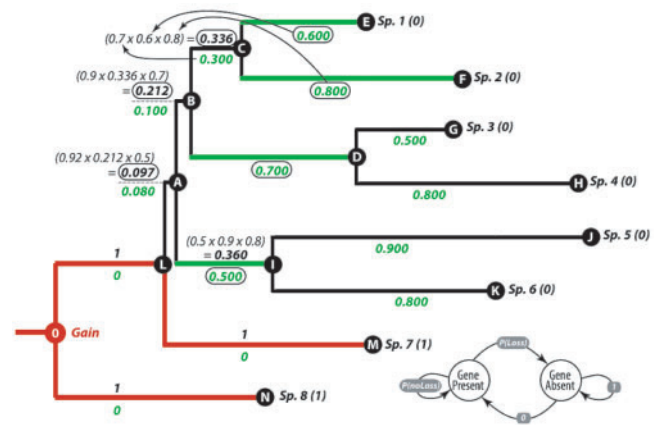 E Sp. 1 (0)
(0.7 x 0.6 x 0.8) = 0.336
0.600
C
0.300
F Sp. 2 (0)
(0.9 x 0.336 x 0.7)
= 0.212
0.800
B
0.100
G Sp. 3 (0)
0.500
D
0.700
(0.92 x 0.212 x 0.5)
= 0.097
A
0.080
H Sp. 4 (0)
0.800
(0.5 x 0.9 x 0.8)
= 0.360
J Sp. 5 (0)
0.900
1
L
I
0
0.500
K Sp. 6 (0)
0.800
0 Gain
1
M Sp. 7 (1)
0
P(Loss)
Gene
Present
Gene
Absent
P(noLoss)
1
0
1
N Sp. 8 (1)
0